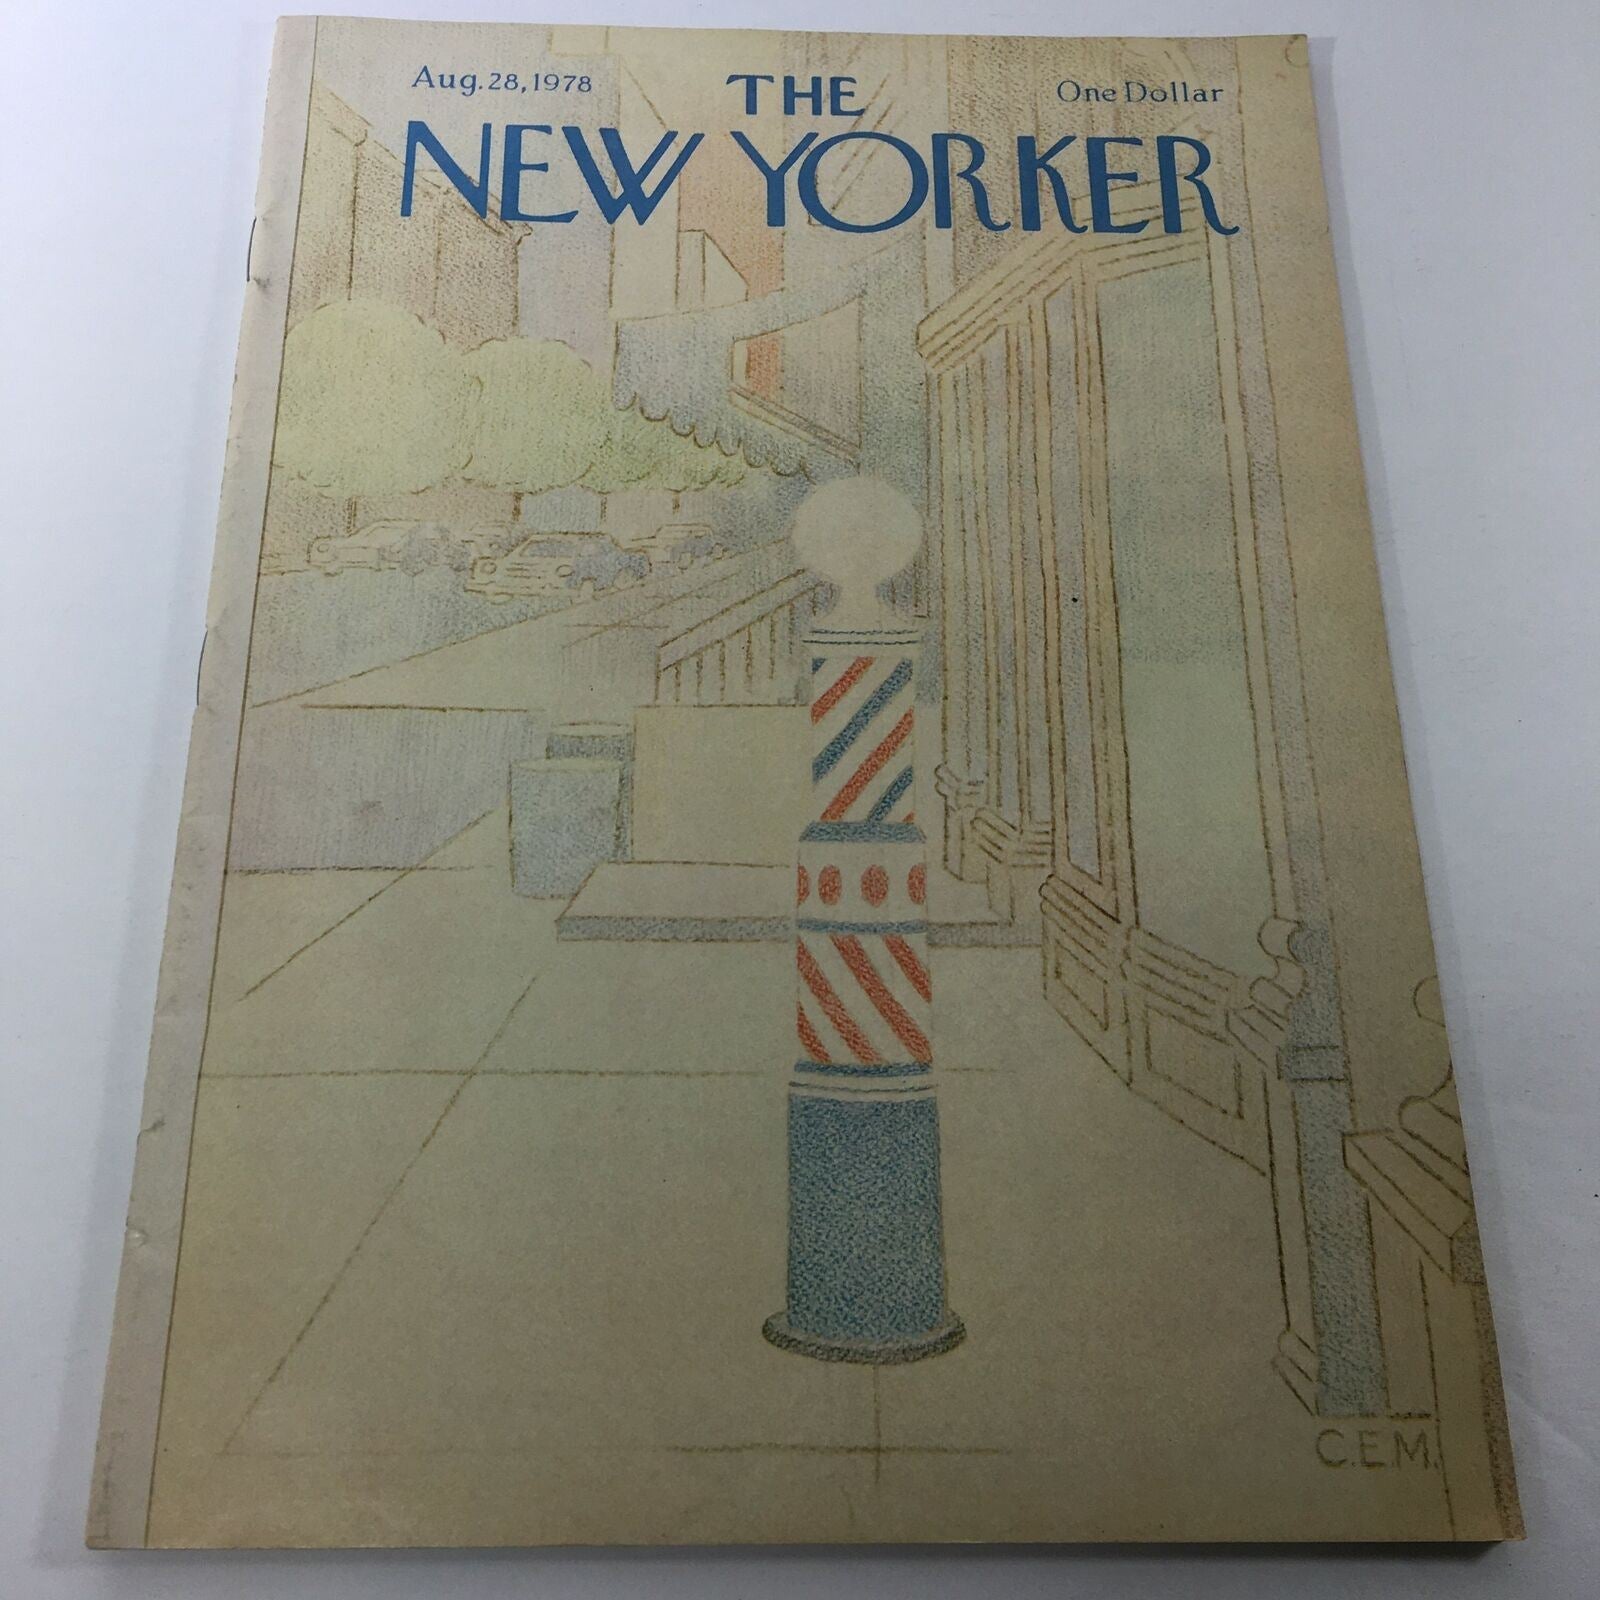 Aug. 28, 1978
THE
One Dollar
NEW YORKER
C.E.M.